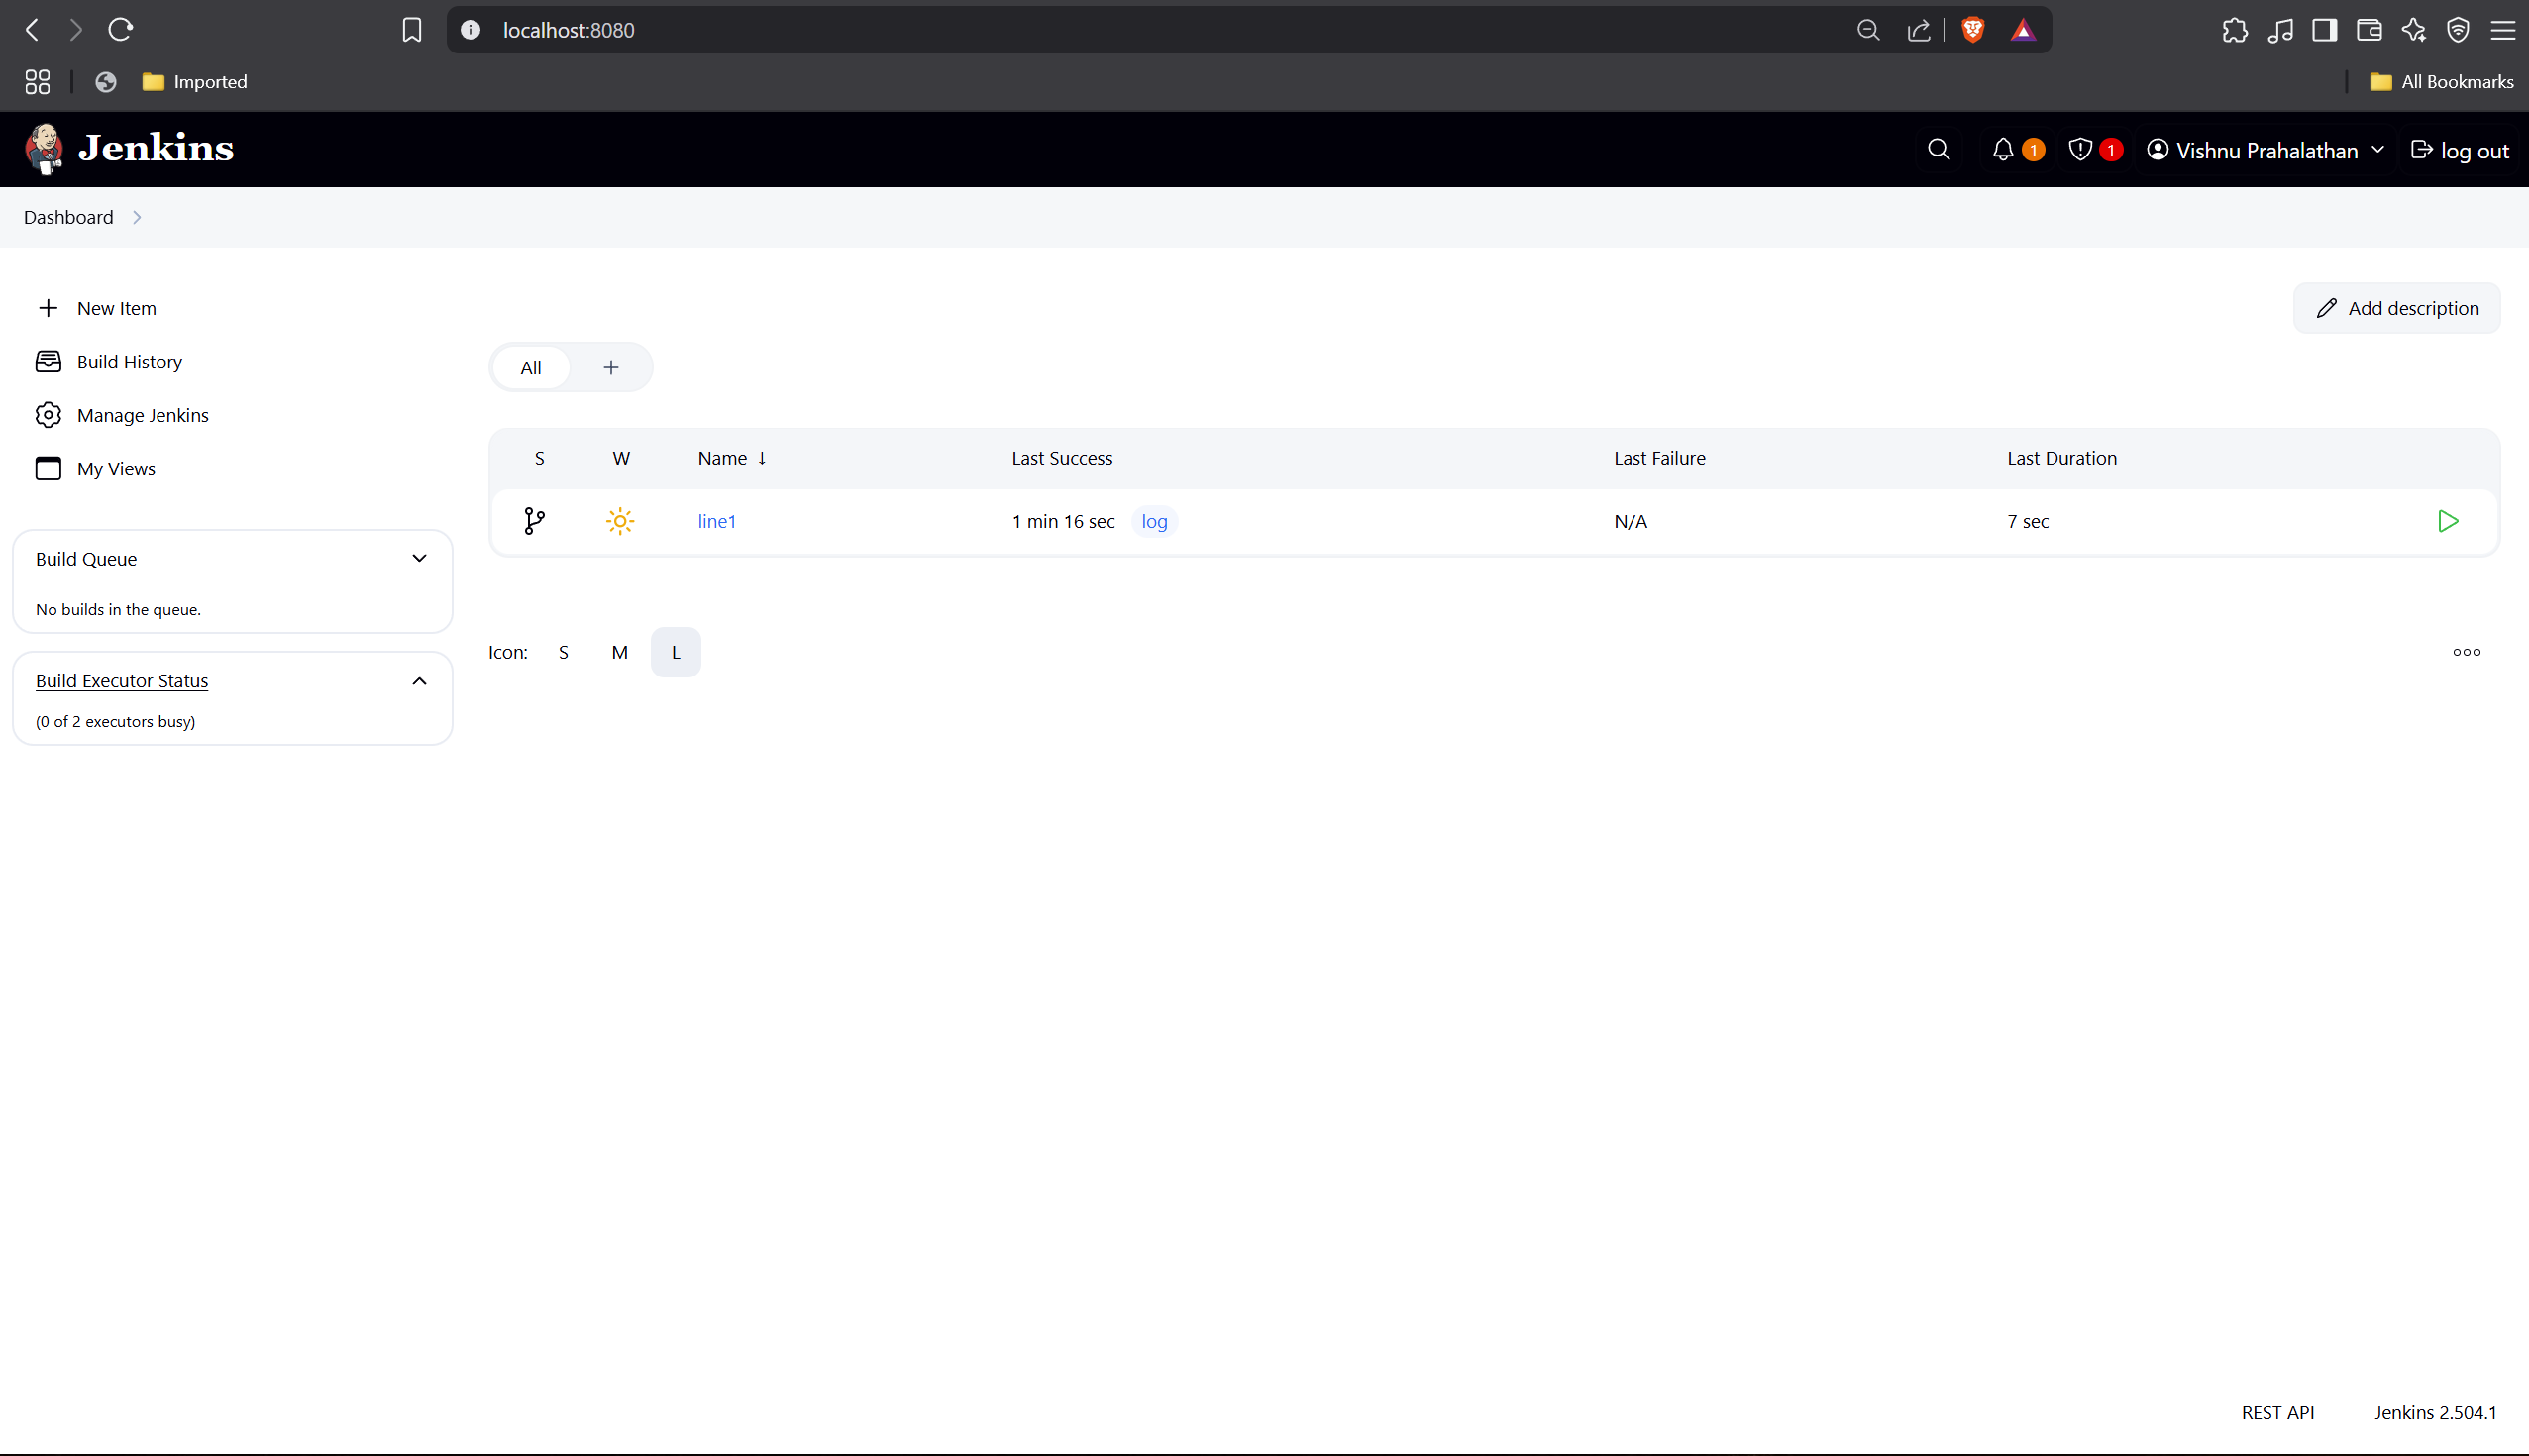 localhost:8080
Imported
All Bookmarks
Jenkins
1
1
Vishnu Prahalathan
log out
Dashboard
New Item
Build History
Manage Jenkins
My Views
Build Queue
No builds in the queue.
Build Executor Status
(0 of 2 executors busy)
Add description
All
+
S W Name ↓ Last Success Last Failure Last Duration
line1 1 min 16 sec log N/A 7 sec
Icon: S M L
REST API
Jenkins 2.504.1